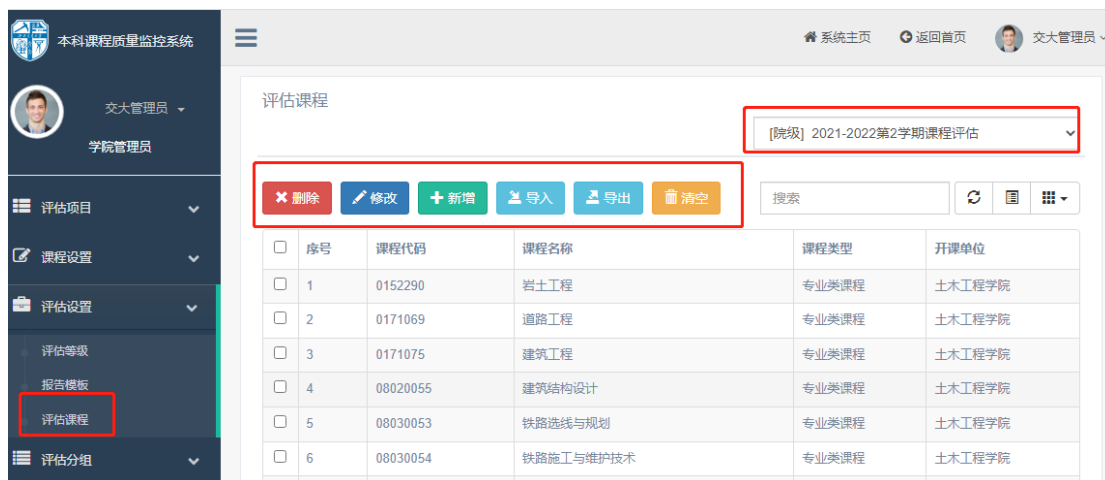 本科课程质量监控系统
系统主页
返回首页
交大管理员
交大管理员
学院管理员
评估项目
课程设置
评估设置
评估等级
报告模板
评估课程
评估分组
评估课程
[院级] 2021-2022第2学期课程评估
删除 修改 新增 导入 导出 清空 搜索
序号 课程代码 课程名称 课程类型 开课单位
1 0152290 岩土工程 专业类课程 土木工程学院
2 0171069 道路工程 专业类课程 土木工程学院
3 0171075 建筑工程 专业类课程 土木工程学院
4 08020055 建筑结构设计 专业类课程 土木工程学院
5 08030053 铁路选线与规划 专业类课程 土木工程学院
6 08030054 铁路施工与维护技术 专业类课程 土木工程学院